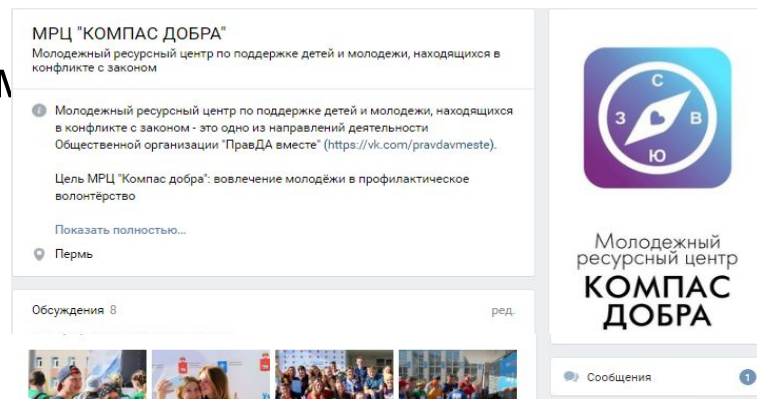 МРЦ "КОМПАС ДОБРА"
Молодежный ресурсный центр по поддержке детей и молодежи, находящихся в
конфликте с законом
М
Молодежный ресурсный центр по поддержке детей и молодежи, находящихся
в конфликте с законом - это одно из направлений деятельности
Общественной организации "ПравДА вместе" (https://vk.com/pravdavmeste).
Цель МРЦ "Компас добра": вовлечение молодёжи в профилактическое
волонтёрство
Показать полностью...
Пермь
Обсуждения 8
ред.
С
З
В
Ю
Молодежный
ресурсный центр
КОМПАС
ДОБРА
Сообщения
1